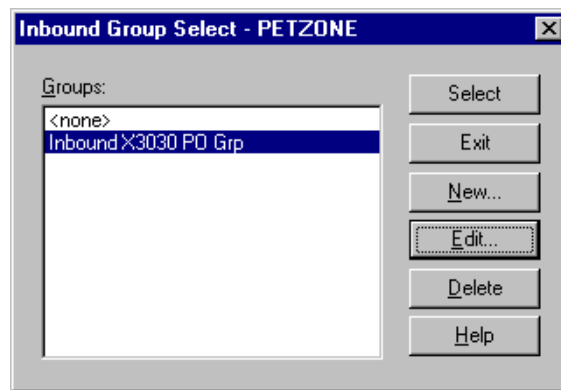 Inbound Group Select - PETZONE
Groups:
<none>
Inbound X3030 PO Grp
Select
Exit
New...
Edit...
Delete
Help